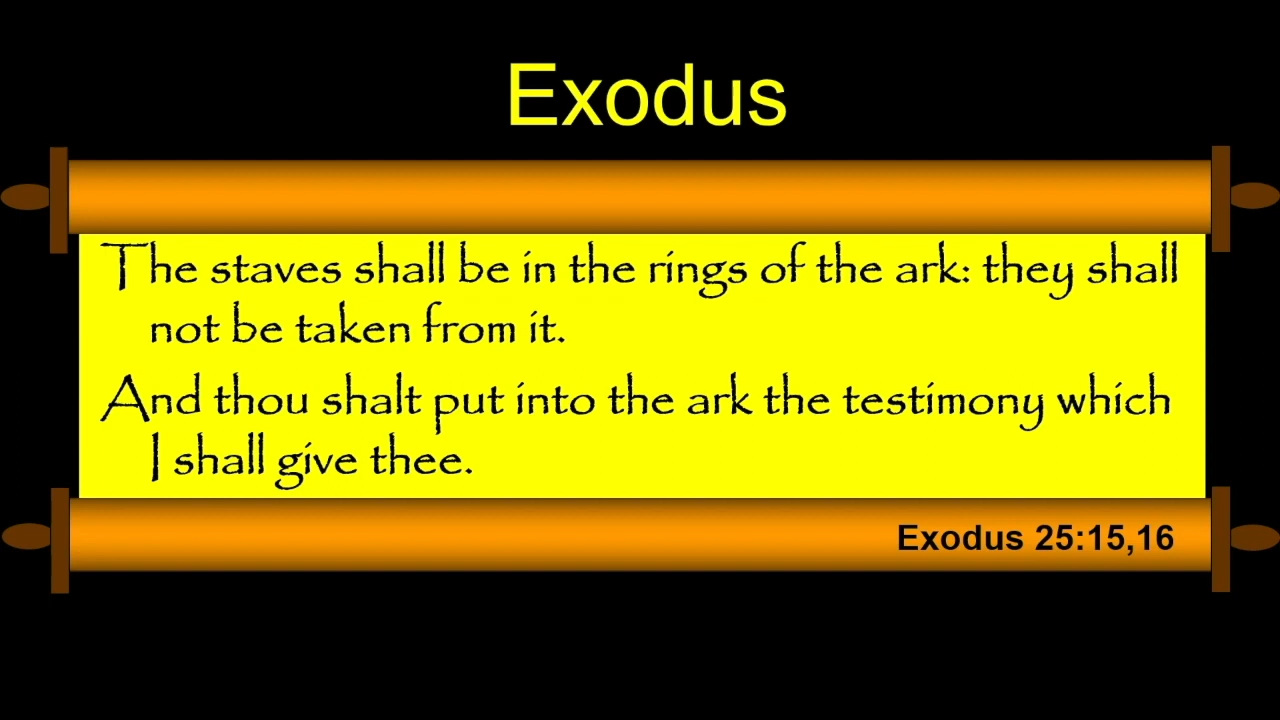 Exodus
The staves shall be in the rings of the ark: they shall
not be taken from it.
And thou shalt put into the ark the testimony which
I shall give thee.
Exodus 25:15,16